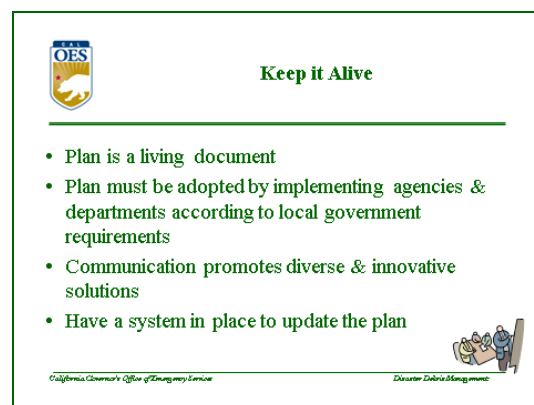 CAL
OES
Keep it Alive
• Plan is a living document
• Plan must be adopted by implementing agencies &
departments according to local government
requirements
• Communication promotes diverse & innovative
solutions
• Have a system in place to update the plan
California Governor's Office of Emergency Services
Disaster Debris Management